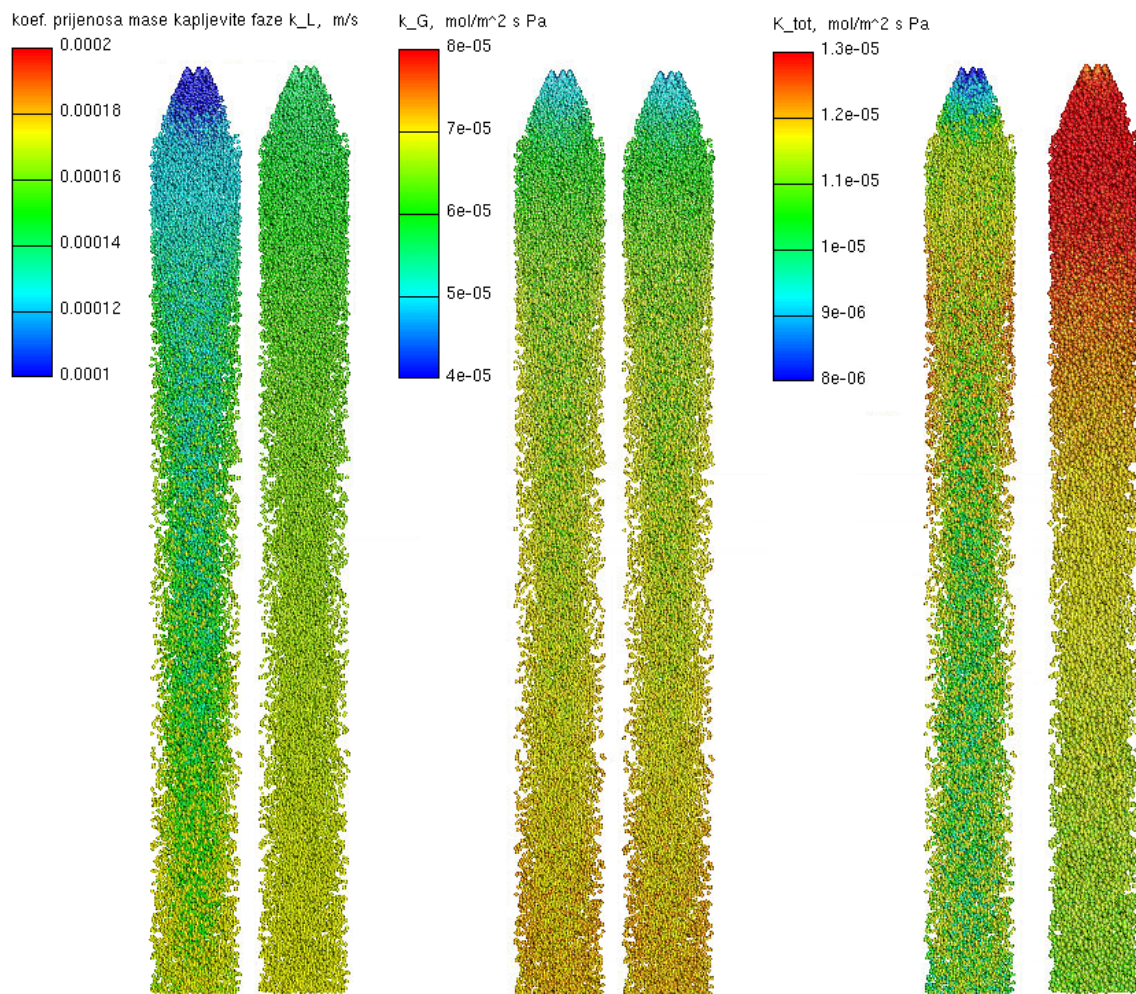 koef. prijenosa mase kapljevite faze k_L, m/s
0.0002
0.00018
0.00016
0.00014
0.00012
0.0001
k_G, mol/m^2 s Pa
8e-05
7e-05
6e-05
5e-05
4e-05
K_tot, mol/m^2 s Pa
1.3e-05
1.2e-05
1.1e-05
1e-05
9e-06
8e-06